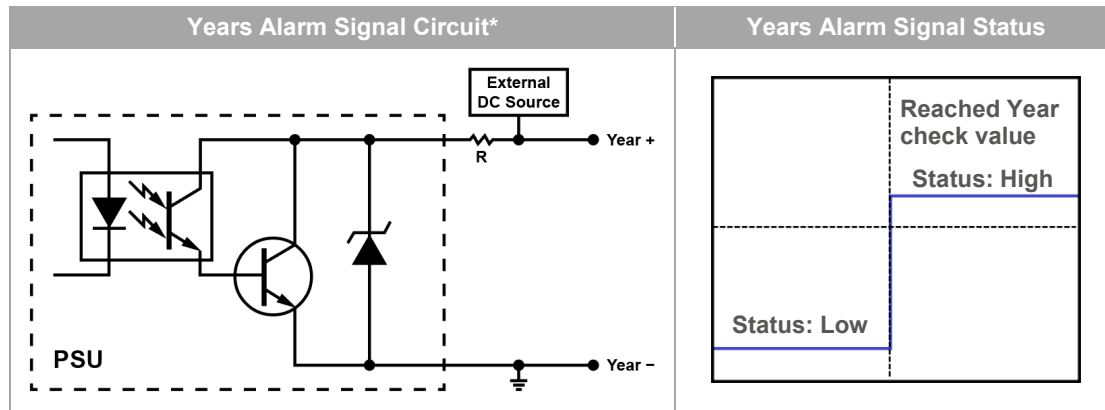 Years Alarm Signal Circuit*
Years Alarm Signal Status
External
DC Source
Year +
R
PSU
Year −
Reached Year
check value
Status: High
Status: Low